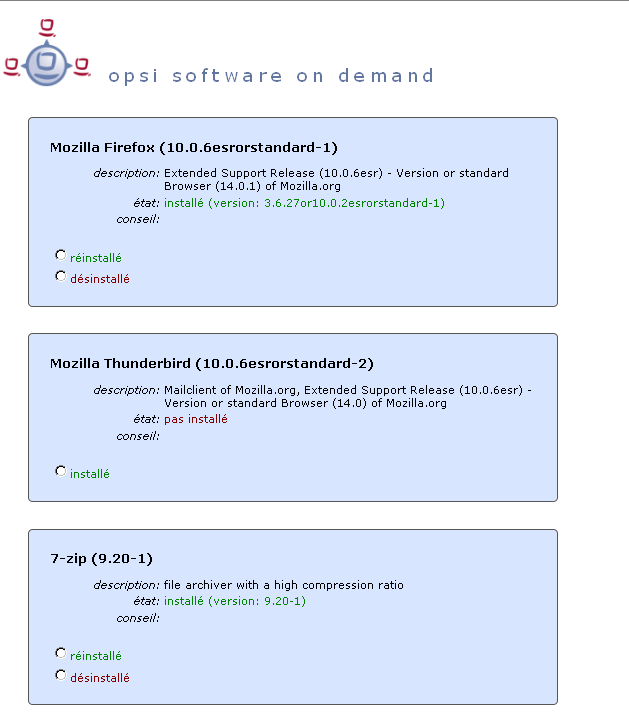 opsi software on demand
Mozilla Firefox (10.0.6esrorstandard-1)
description: Extended Support Release (10.0.6esr) - Version or standard
Browser (14.0.1) of Mozilla.org
état: installé (version: 3.6.27or10.0.2esrorstandard-1)
conseil:
réinstallé
désinstallé
Mozilla Thunderbird (10.0.6esrorstandard-2)
description: Mailclient of Mozilla.org, Extended Support Release (10.0.6esr) -
Version or standard Browser (14.0) of Mozilla.org
état: pas installé
conseil:
installé
7-zip (9.20-1)
description: file archiver with a high compression ratio
état: installé (version: 9.20-1)
conseil:
réinstallé
désinstallé